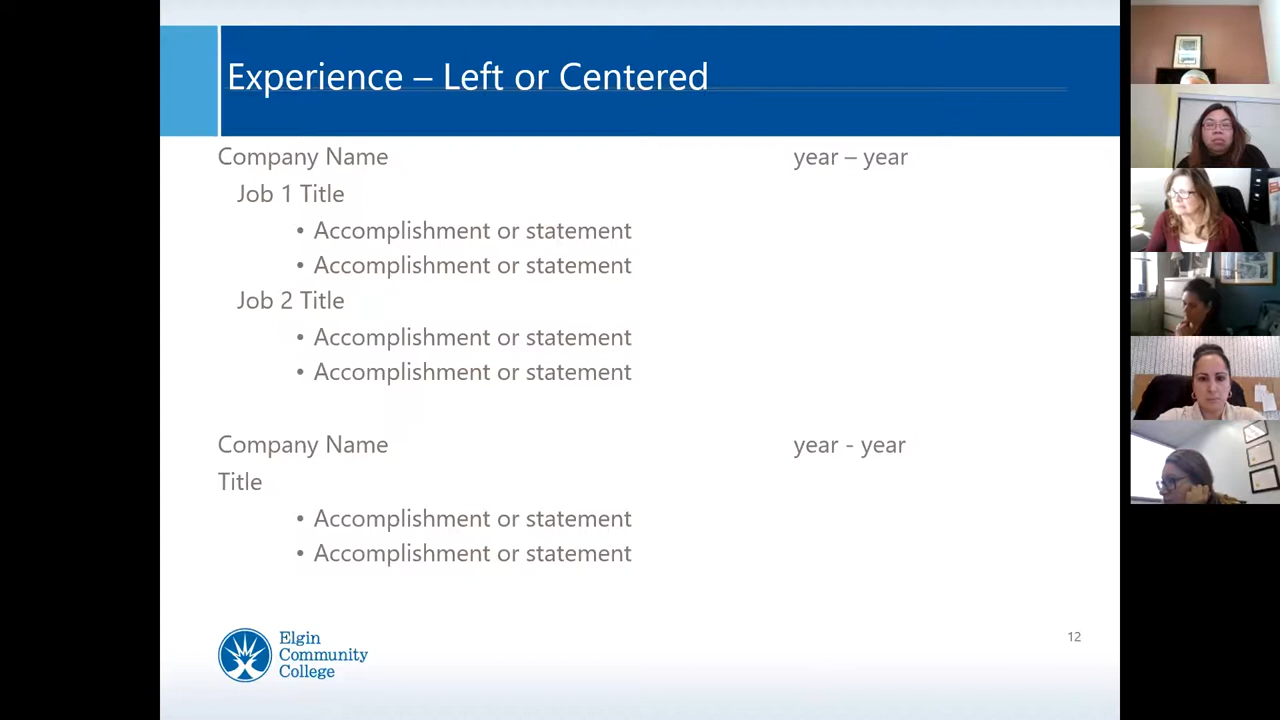 Experience – Left or Centered
Company Name year – year
Job 1 Title
• Accomplishment or statement
• Accomplishment or statement
Job 2 Title
• Accomplishment or statement
• Accomplishment or statement
Company Name year - year
Title
• Accomplishment or statement
• Accomplishment or statement
Elgin
Community
College
12